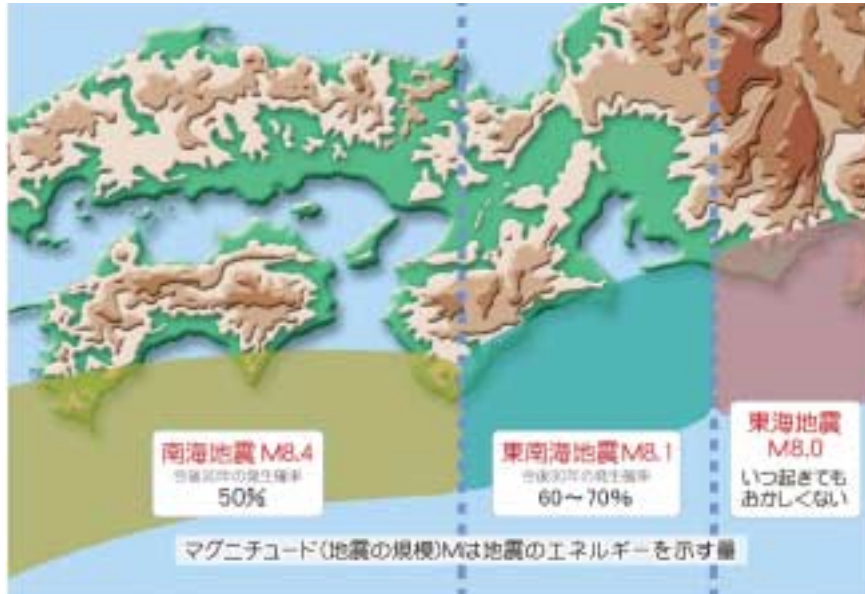 南海地震 M8.4
今後30年の発生確率
50%
東南海地震 M8.1
今後30年の発生確率
60～70%
東海地震
M8.0
いつ起きても
おかしくない
マグニチュード(地震の規模)Mは地震のエネルギーを示す量